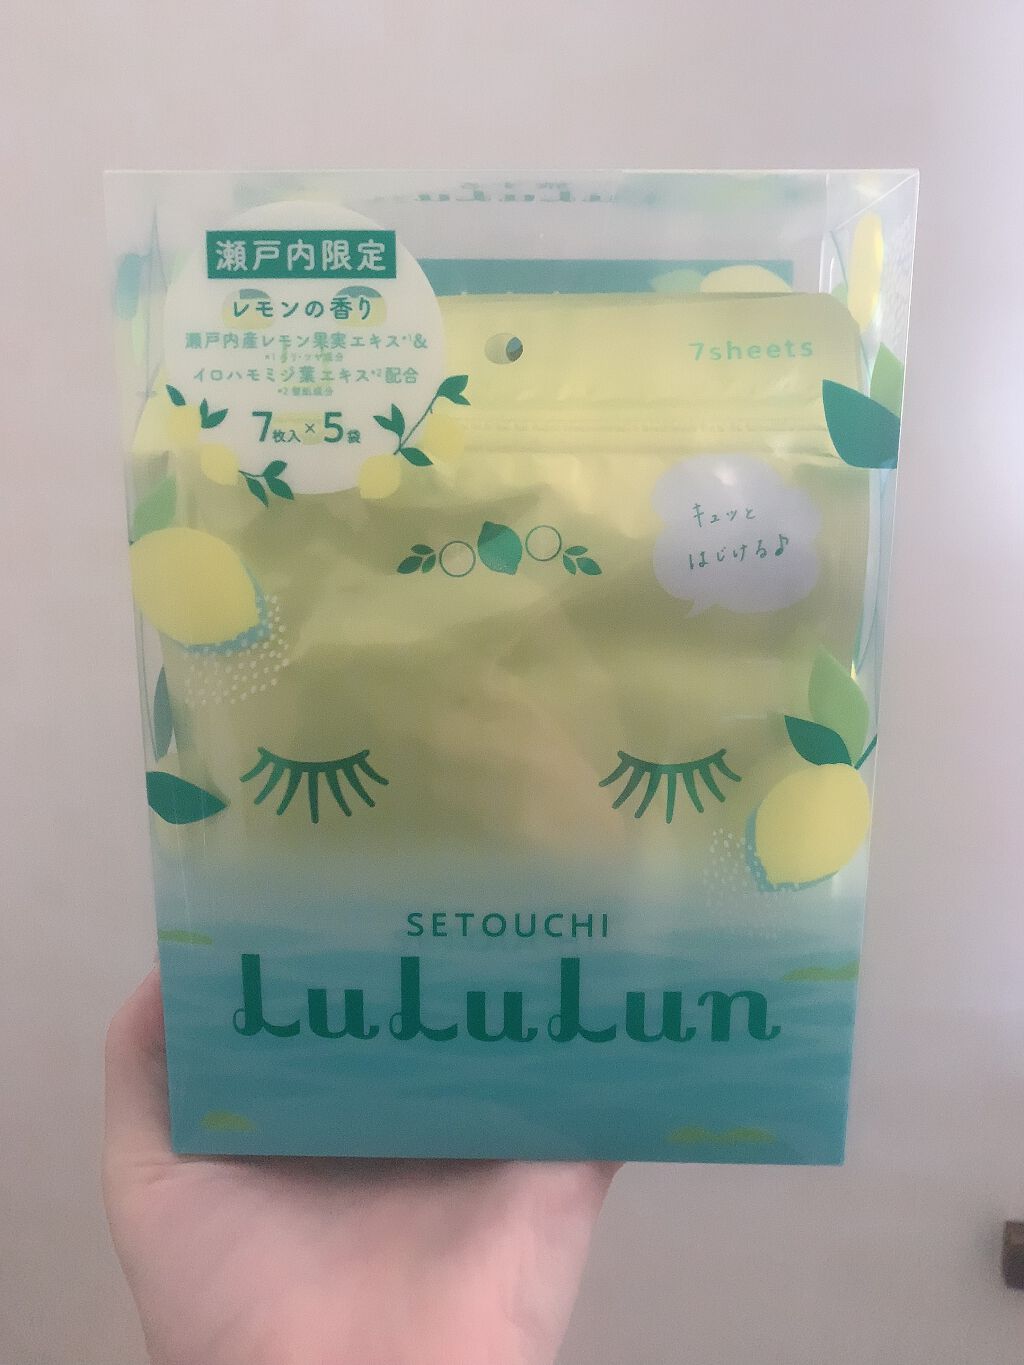 瀬戸内限定
レモンの香り
瀬戸内産レモン果実エキス*1&
*1 ハリ・ツヤ成分
イロハモミジ葉エキス*2配合
*2 整肌成分
7枚入×5袋
7sheets
キュッと
はじける♪
SETOUCHI
LuLuLun